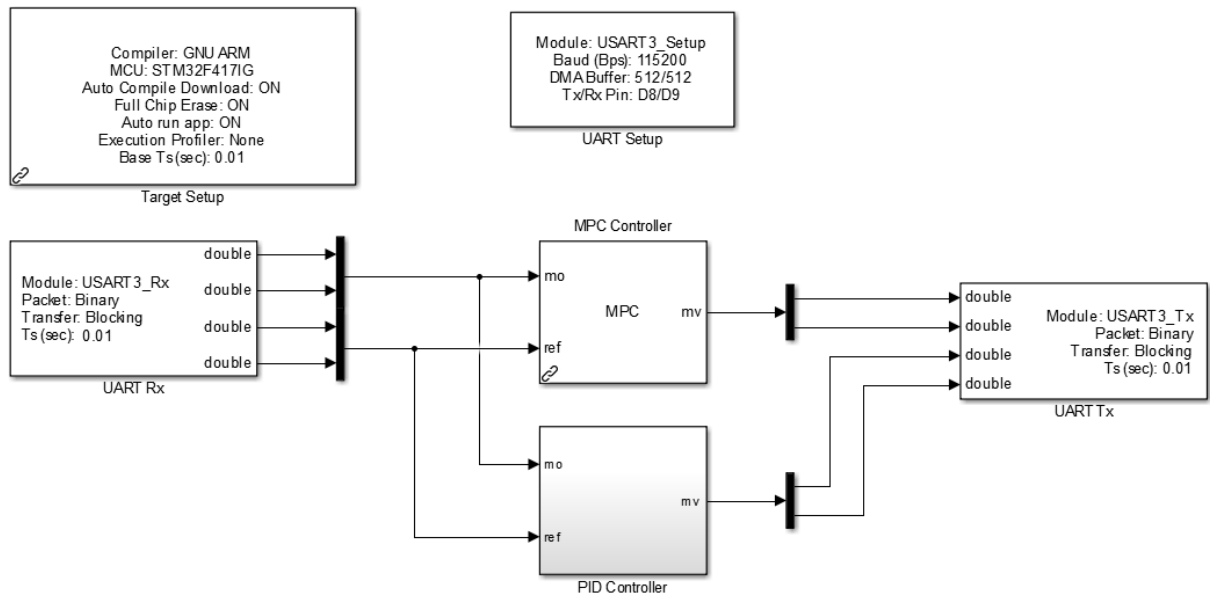 Compiler: GNU ARM
MCU: STM32F417IG
Auto Compile Download: ON
Full Chip Erase: ON
Auto run app: ON
Execution Profiler: None
Base Ts (sec): 0.01
Target Setup
Module: USART3_Setup
Baud (Bps): 115200
DMA Buffer: 512/512
Tx/Rx Pin: D8/D9
UART Setup
Module: USART3_Rx
Packet: Binary
Transfer: Blocking
Ts (sec): 0.01
double
double
double
double
UART Rx
MPC Controller
mo
ref
MPC
mv
mo
ref
mv
PID Controller
double
double
double
double
Module: USART3_Tx
Packet: Binary
Transfer: Blocking
Ts (sec): 0.01
UART Tx